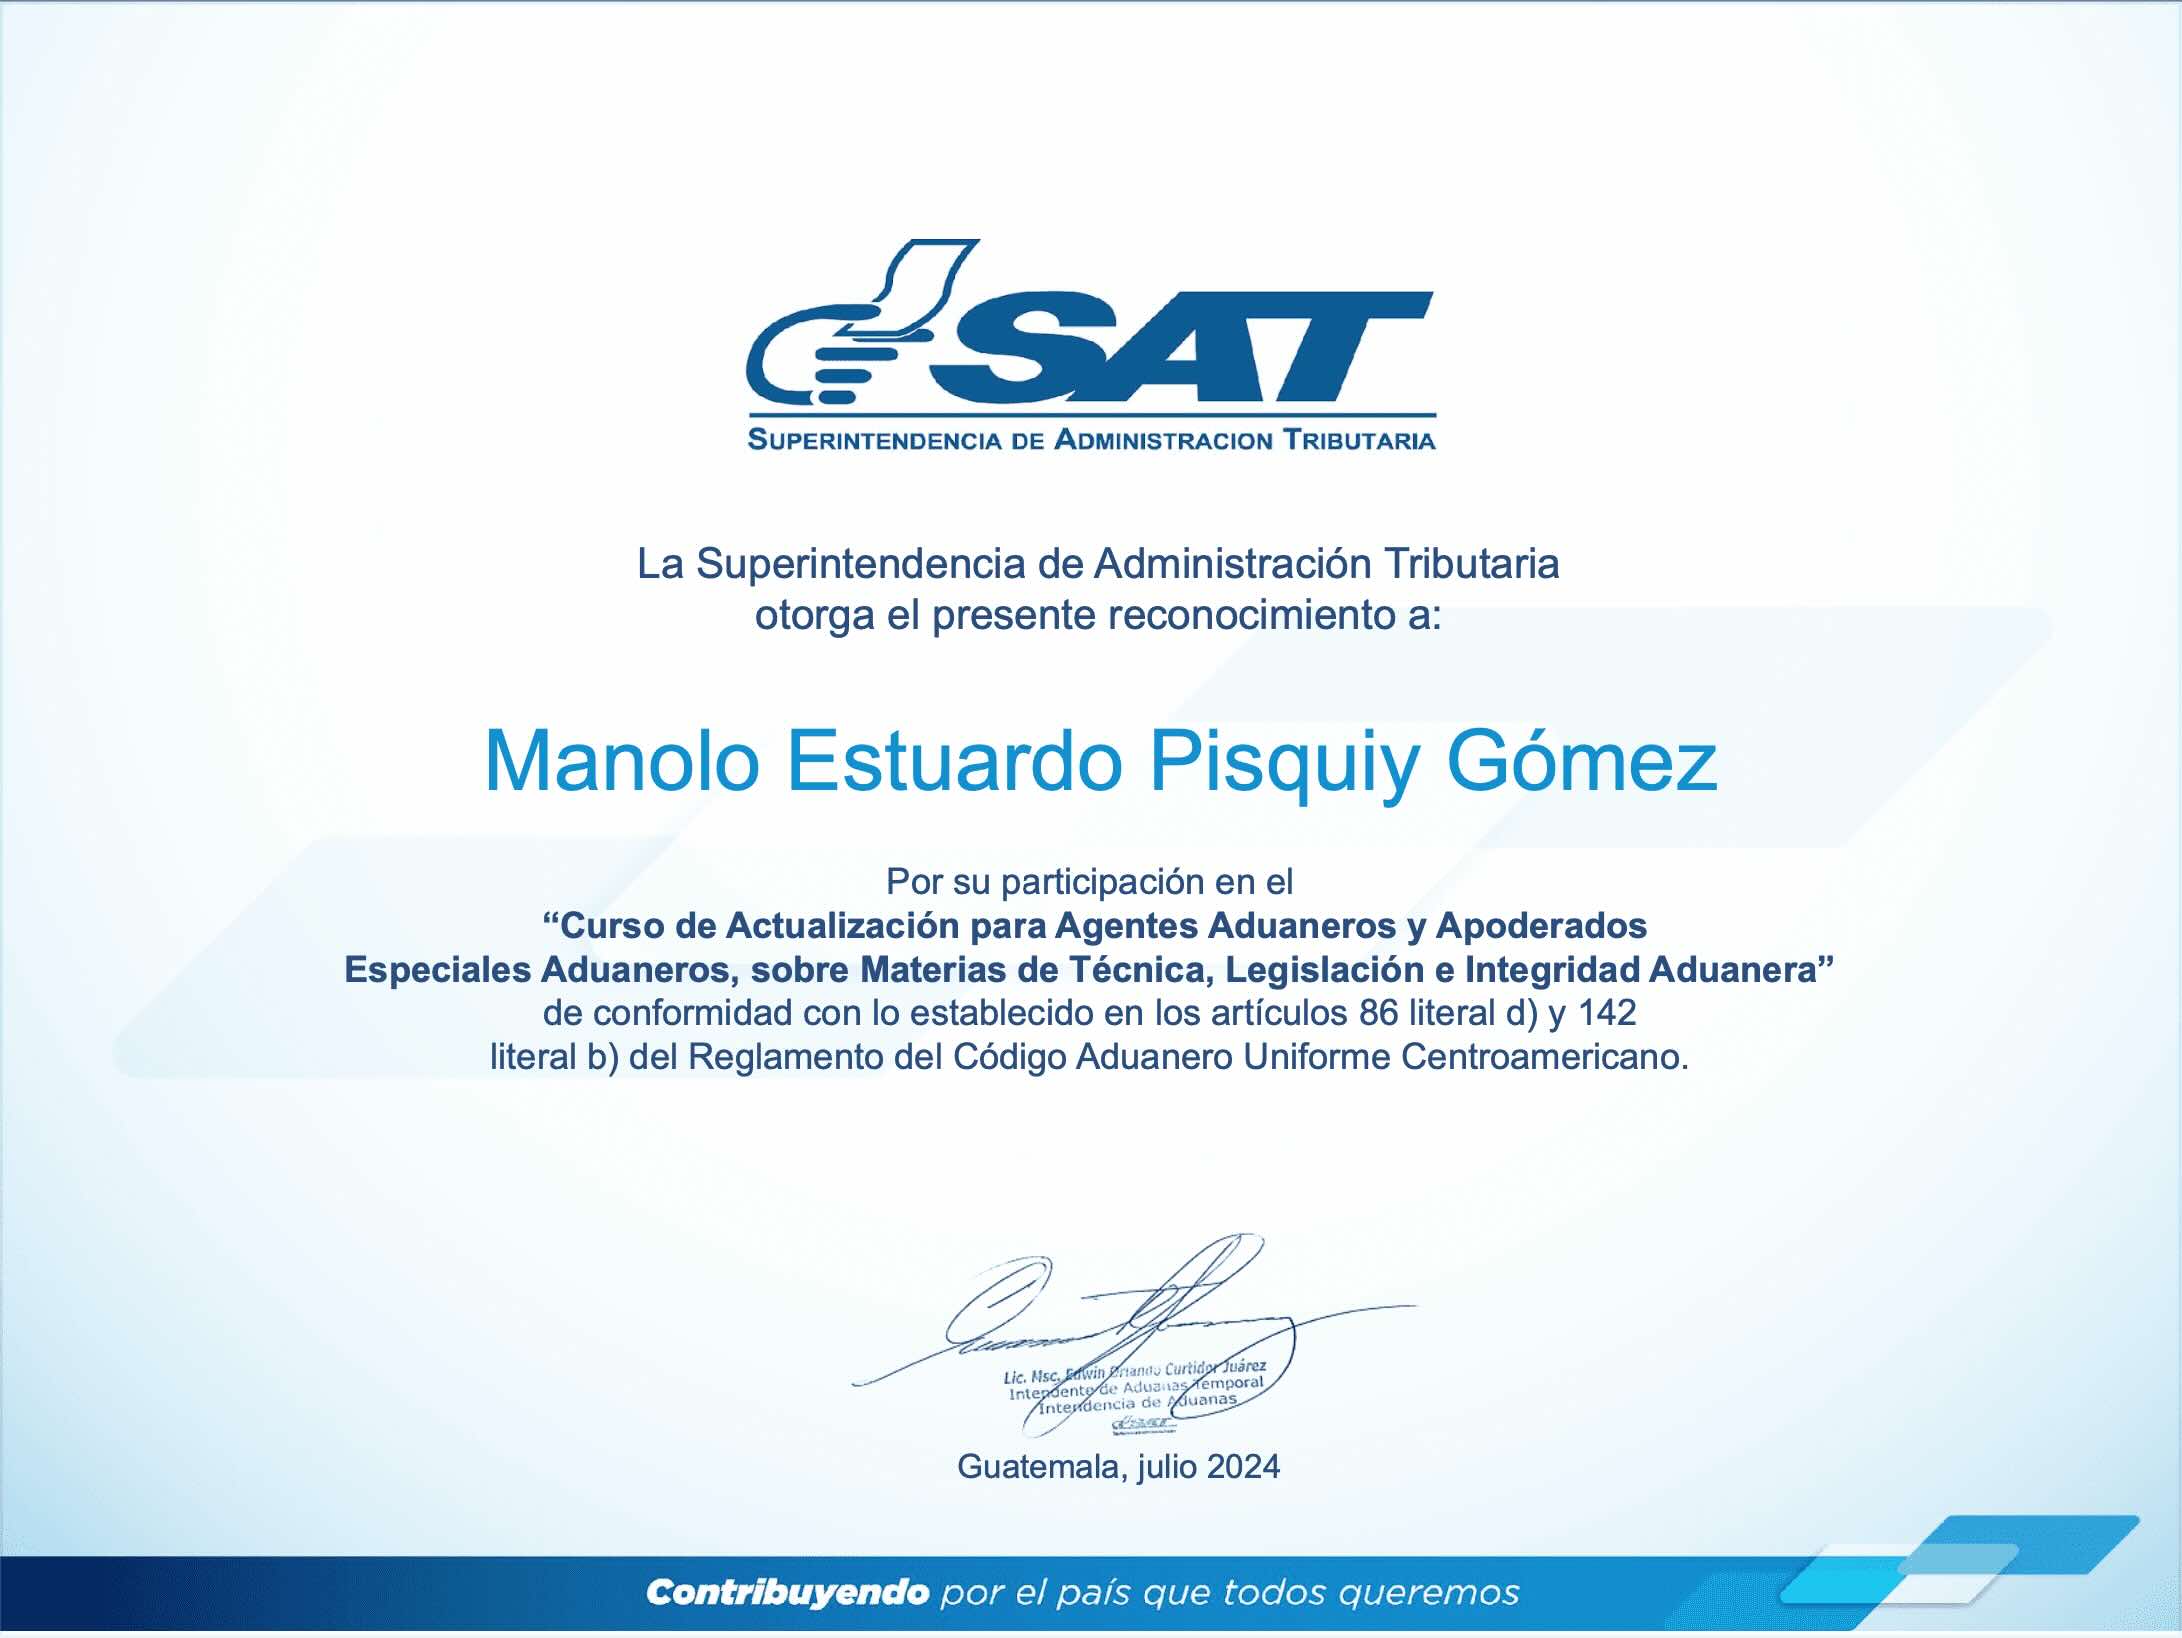 SAT
SUPERINTENDENCIA DE ADMINISTRACION TRIBUTARIA
La Superintendencia de Administración Tributaria
otorga el presente reconocimiento a:
Manolo Estuardo Pisquiy Gómez
Por su participación en el
“Curso de Actualización para Agentes Aduaneros y Apoderados
Especiales Aduaneros, sobre Materias de Técnica, Legislación e Integridad Aduanera”
de conformidad con lo establecido en los artículos 86 literal d) y 142
literal b) del Reglamento del Código Aduanero Uniforme Centroamericano.
Lic. Msc. Edwin Orlando Curtidor Juárez
Intendente de Aduanas Temporal
Intendencia de Aduanas
SAT
Guatemala, julio 2024
Contribuyendo por el país que todos queremos